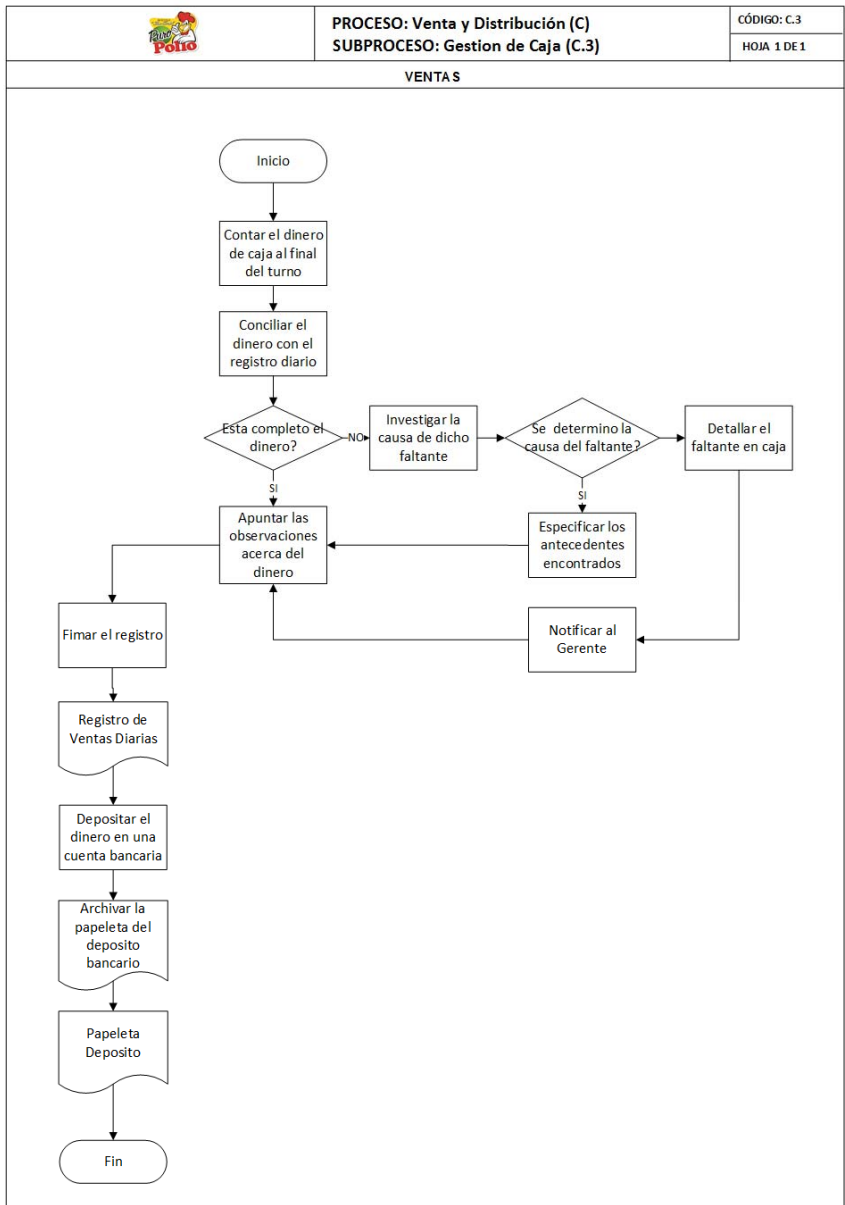 Puro
Pollo
PROCESO: Venta y Distribución (C)
SUBPROCESO: Gestion de Caja (C.3)
CÓDIGO: C.3
HOJA 1 DE 1
VENTAS
Inicio
Contar el dinero
de caja al final
del turno
Conciliar el
dinero con el
registro diario
Esta completo el
dinero?
NO
Investigar la
causa de dicho
faltante
Se determino la
causa del faltante?
Detallar el
faltante en caja
SI
SI
Apuntar las
observaciones
acerca del
dinero
Especificar los
antecedentes
encontrados
Notificar al
Gerente
Fimar el registro
Registro de
Ventas Diarias
Depositar el
dinero en una
cuenta bancaria
Archivar la
papeleta del
deposito
bancario
Papeleta
Deposito
Fin